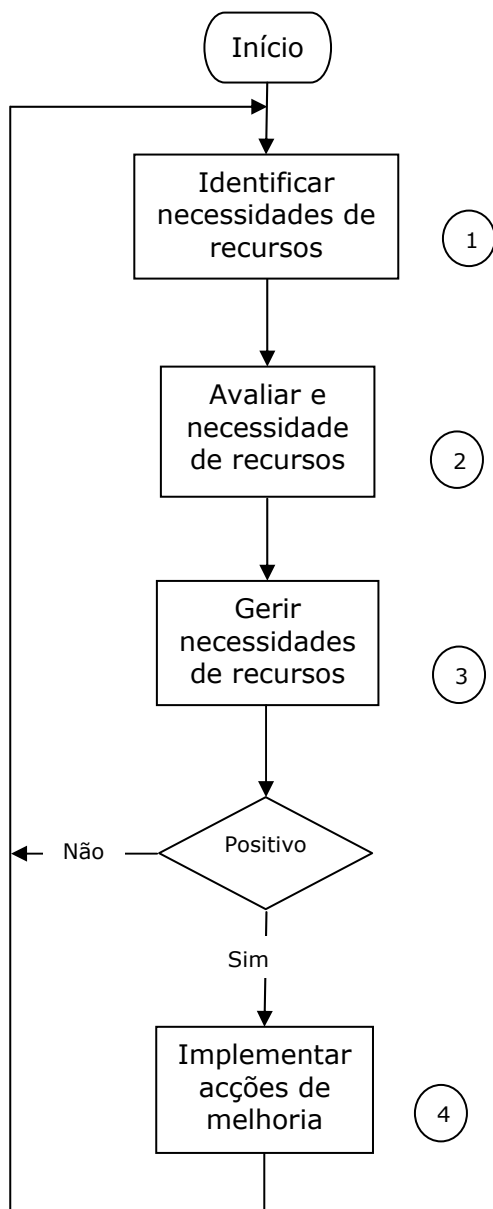 Início
Identificar
necessidades de
recursos
1
Avaliar e
necessidade
de recursos
2
Gerir
necessidades
de recursos
3
Positivo
Não
Sim
Implementar
acções de
melhoria
4